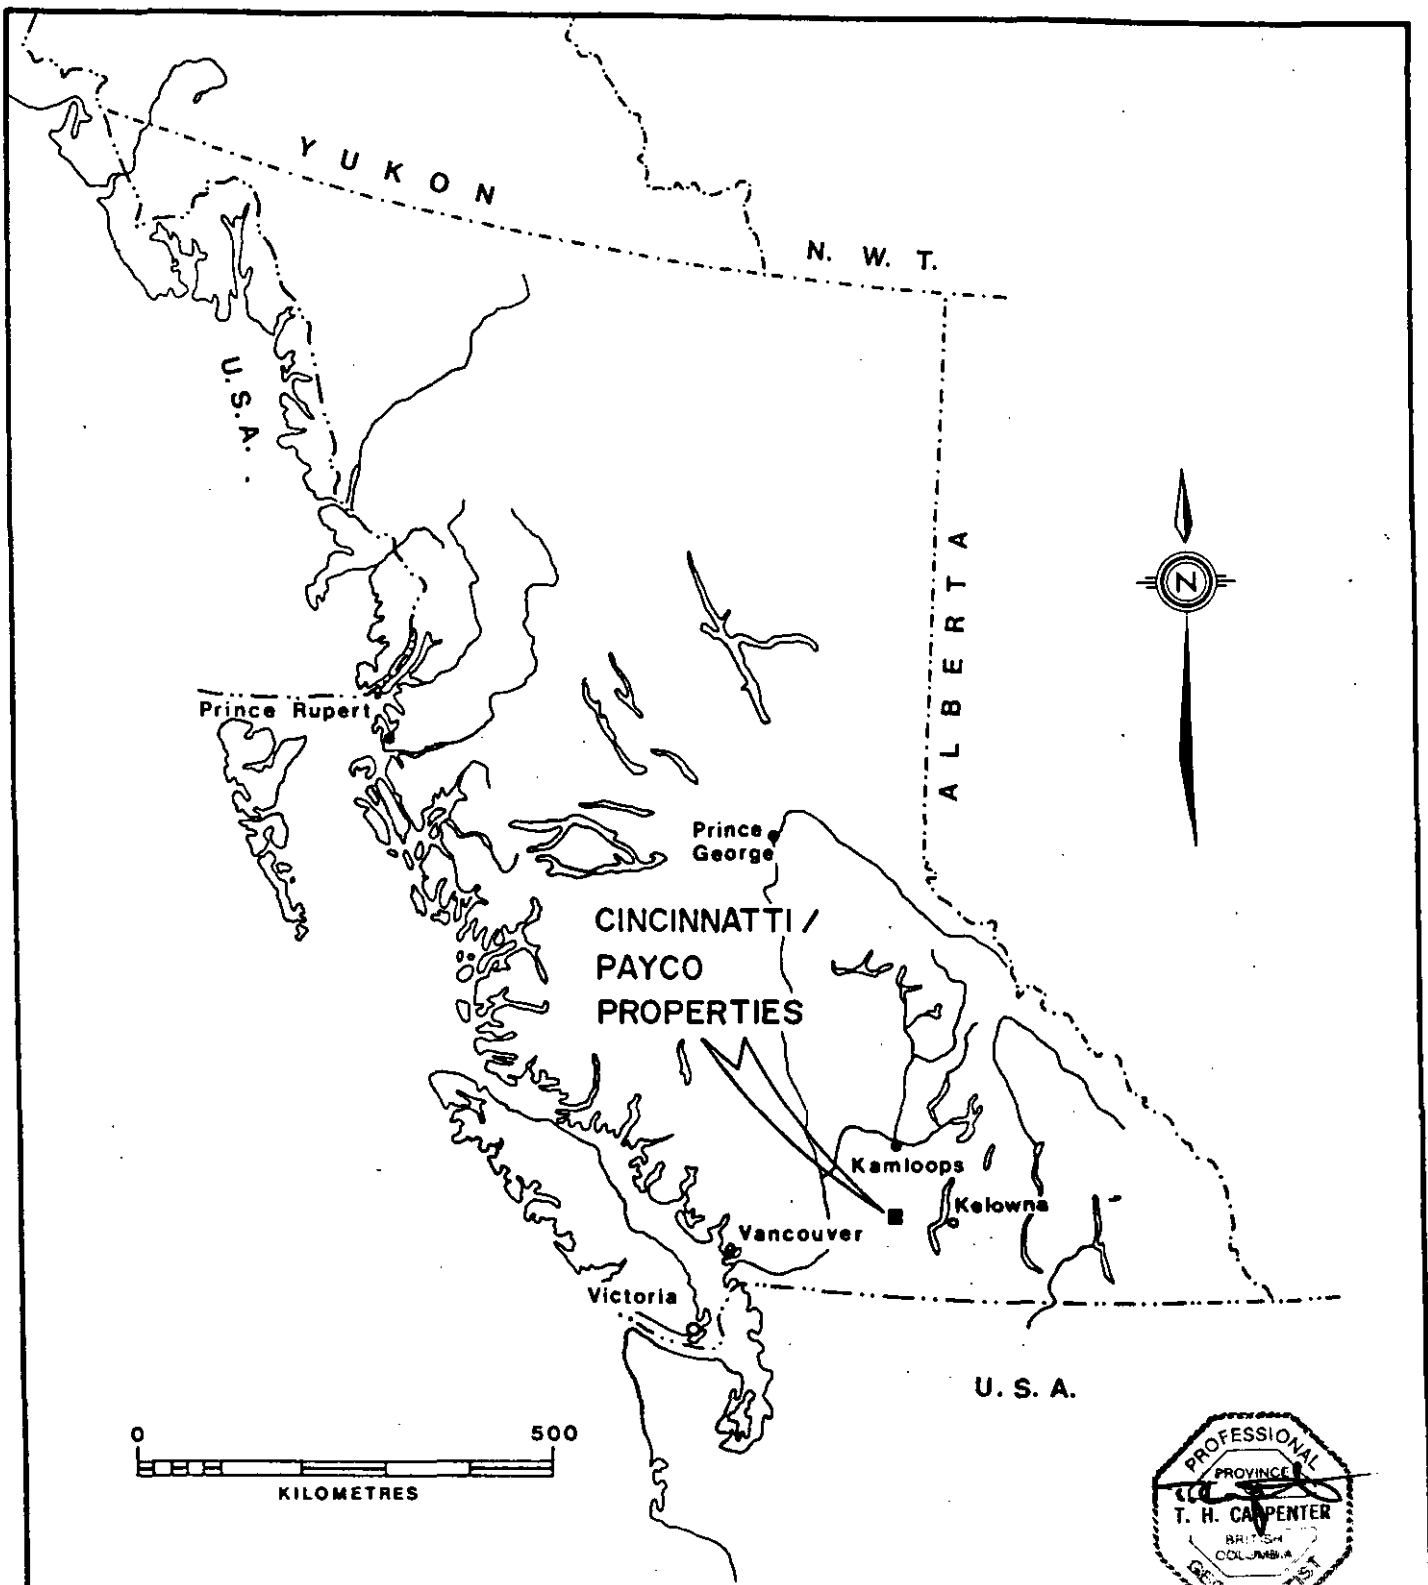 YUKON
N. W. T.
U.S.A.
ALBERTA
N
Prince Rupert
Prince
George
CINCINNATTI /
PAYCO
PROPERTIES
Kamloops
Kelowna
Vancouver
Victoria
U. S. A.
0 500
KILOMETRES
PROFESSIONAL
PROVINCE
T. H. CARPENTER
BRITISH
COLUMBIA